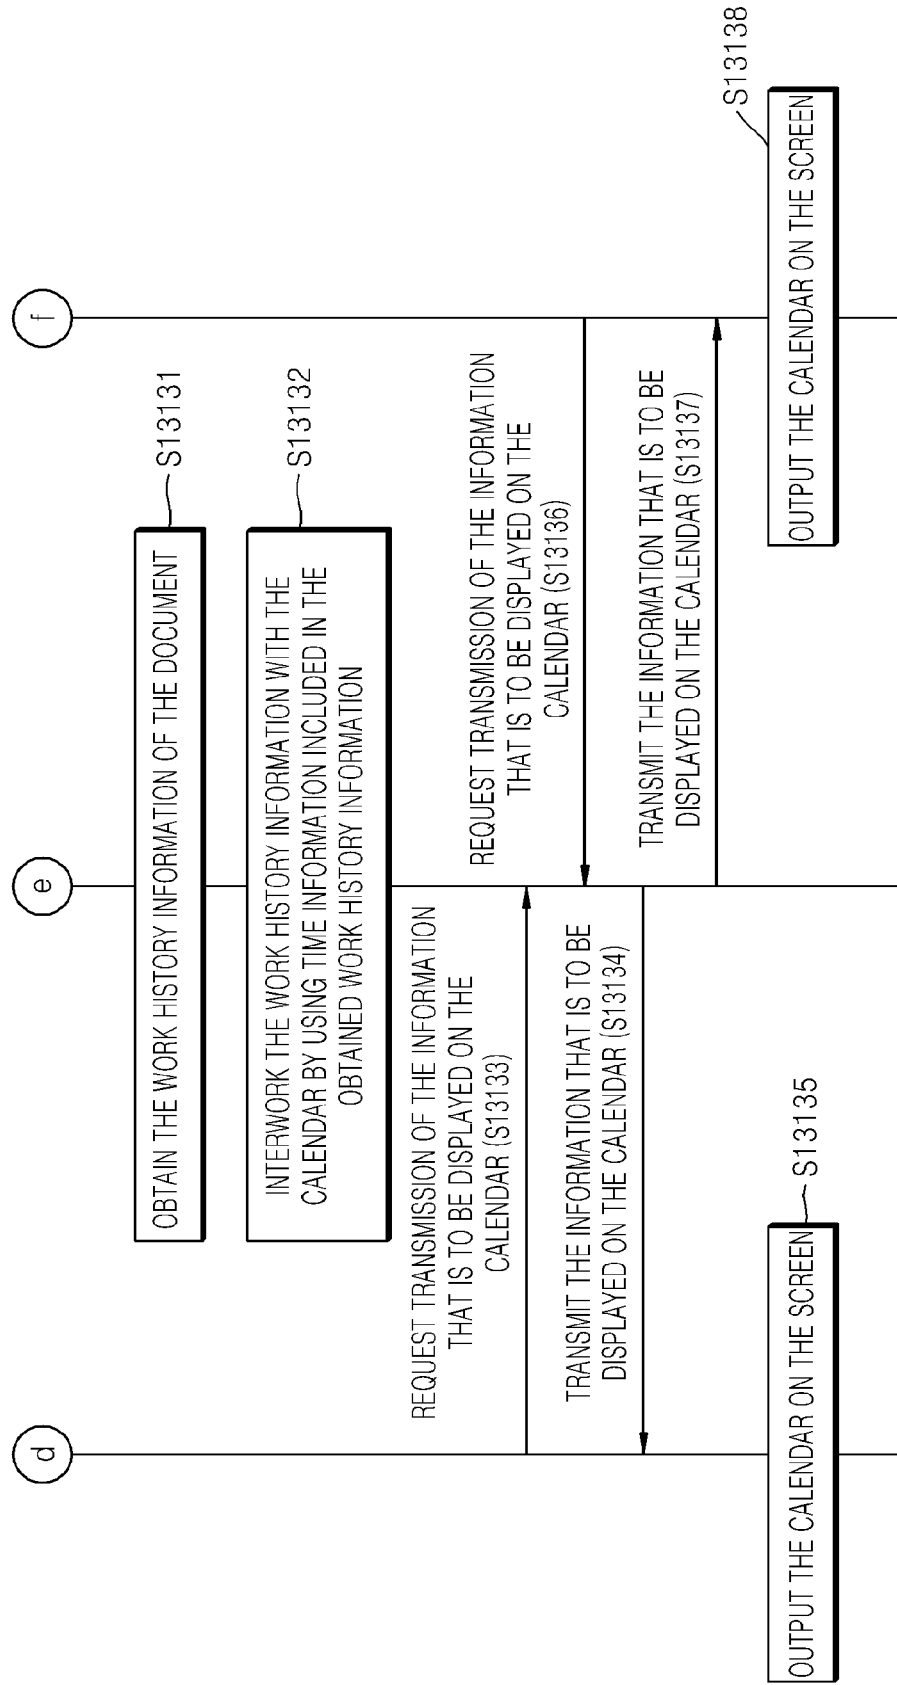 d
e
f
OBTAIN THE WORK HISTORY INFORMATION OF THE DOCUMENT
S13131
INTERWORK THE WORK HISTORY INFORMATION WITH THE
CALENDAR BY USING TIME INFORMATION INCLUDED IN THE
OBTAINED WORK HISTORY INFORMATION
S13132
REQUEST TRANSMISSION OF THE INFORMATION
THAT IS TO BE DISPLAYED ON THE
CALENDAR (S13133)
TRANSMIT THE INFORMATION THAT IS TO BE
DISPLAYED ON THE CALENDAR (S13134)
OUTPUT THE CALENDAR ON THE SCREEN
S13135
REQUEST TRANSMISSION OF THE INFORMATION
THAT IS TO BE DISPLAYED ON THE
CALENDAR (S13136)
TRANSMIT THE INFORMATION THAT IS TO BE
DISPLAYED ON THE CALENDAR (S13137)
OUTPUT THE CALENDAR ON THE SCREEN
S13138